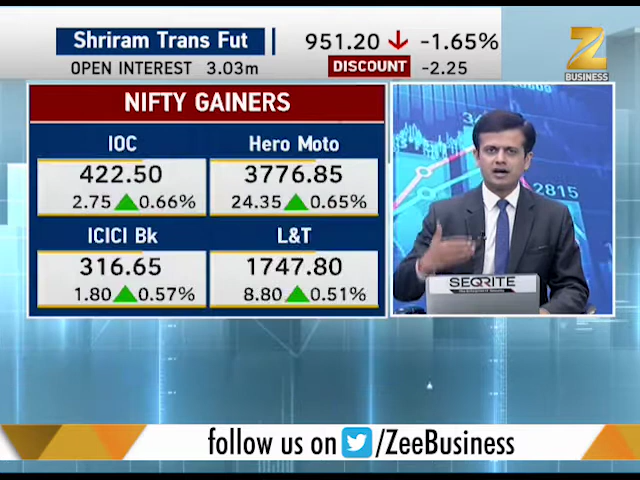 Shriram Trans Fut
951.20 -1.65%
OPEN INTEREST 3.03m
DISCOUNT -2.25
Z
BUSINESS
NIFTY GAINERS
IOC
422.50
2.75 0.66%
Hero Moto
3776.85
24.35 0.65%
ICICI Bk
316.65
1.80 0.57%
L&T
1747.80
8.80 0.51%
2815
SEQRITE
follow us on /ZeeBusiness